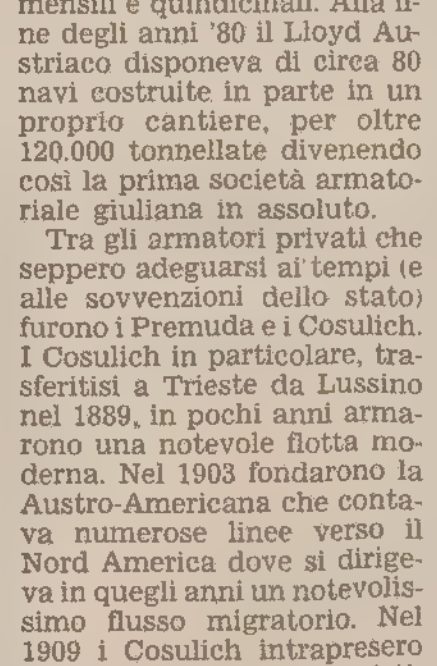 mensili e quindicinali. Alla fi-
ne degli anni '80 il Lloyd Au-
striaco disponeva di circa 80
navi costruite in parte in un
proprio cantiere, per oltre
120.000 tonnellate divenendo
così la prima società armato-
riale giuliana in assoluto.
Tra gli armatori privati che
seppero adeguarsi ai tempi (e
alle sovvenzioni dello stato)
furono i Premuda e i Cosulich.
I Cosulich in particolare, tra-
sferitisi a Trieste da Lussino
nel 1889, in pochi anni arma-
rono una notevole flotta mo-
derna. Nel 1903 fondarono la
Austro-Americana che conta-
va numerose linee verso il
Nord America dove si dirige-
va in quegli anni un notevolis-
simo flusso migratorio. Nel
1909 i Cosulich intrapresero